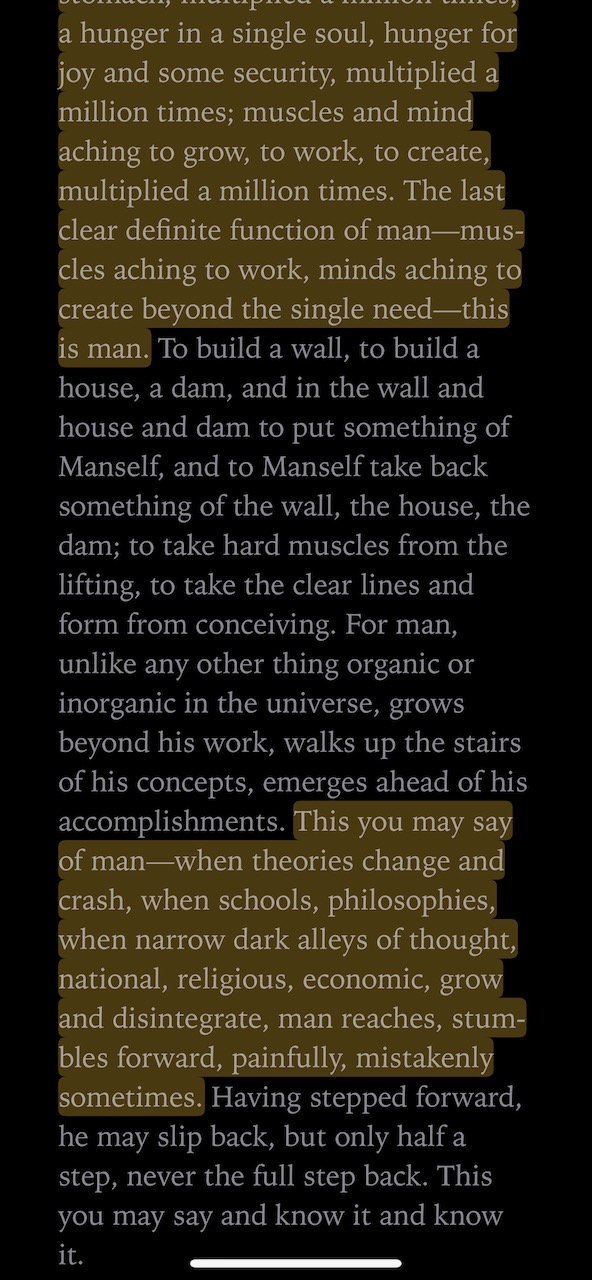 stomach, multiplied a million times;
a hunger in a single soul, hunger for
joy and some security, multiplied a
million times; muscles and mind
aching to grow, to work, to create,
multiplied a million times. The last
clear definite function of man—mus-
cles aching to work, minds aching to
create beyond the single need—this
is man. To build a wall, to build a
house, a dam, and in the wall and
house and dam to put something of
Manself, and to Manself take back
something of the wall, the house, the
dam; to take hard muscles from the
lifting, to take the clear lines and
form from conceiving. For man,
unlike any other thing organic or
inorganic in the universe, grows
beyond his work, walks up the stairs
of his concepts, emerges ahead of his
accomplishments. This you may say
of man—when theories change and
crash, when schools, philosophies,
when narrow dark alleys of thought,
national, religious, economic, grow
and disintegrate, man reaches, stum-
bles forward, painfully, mistakenly
sometimes. Having stepped forward,
he may slip back, but only half a
step, never the full step back. This
you may say and know it and know
it.